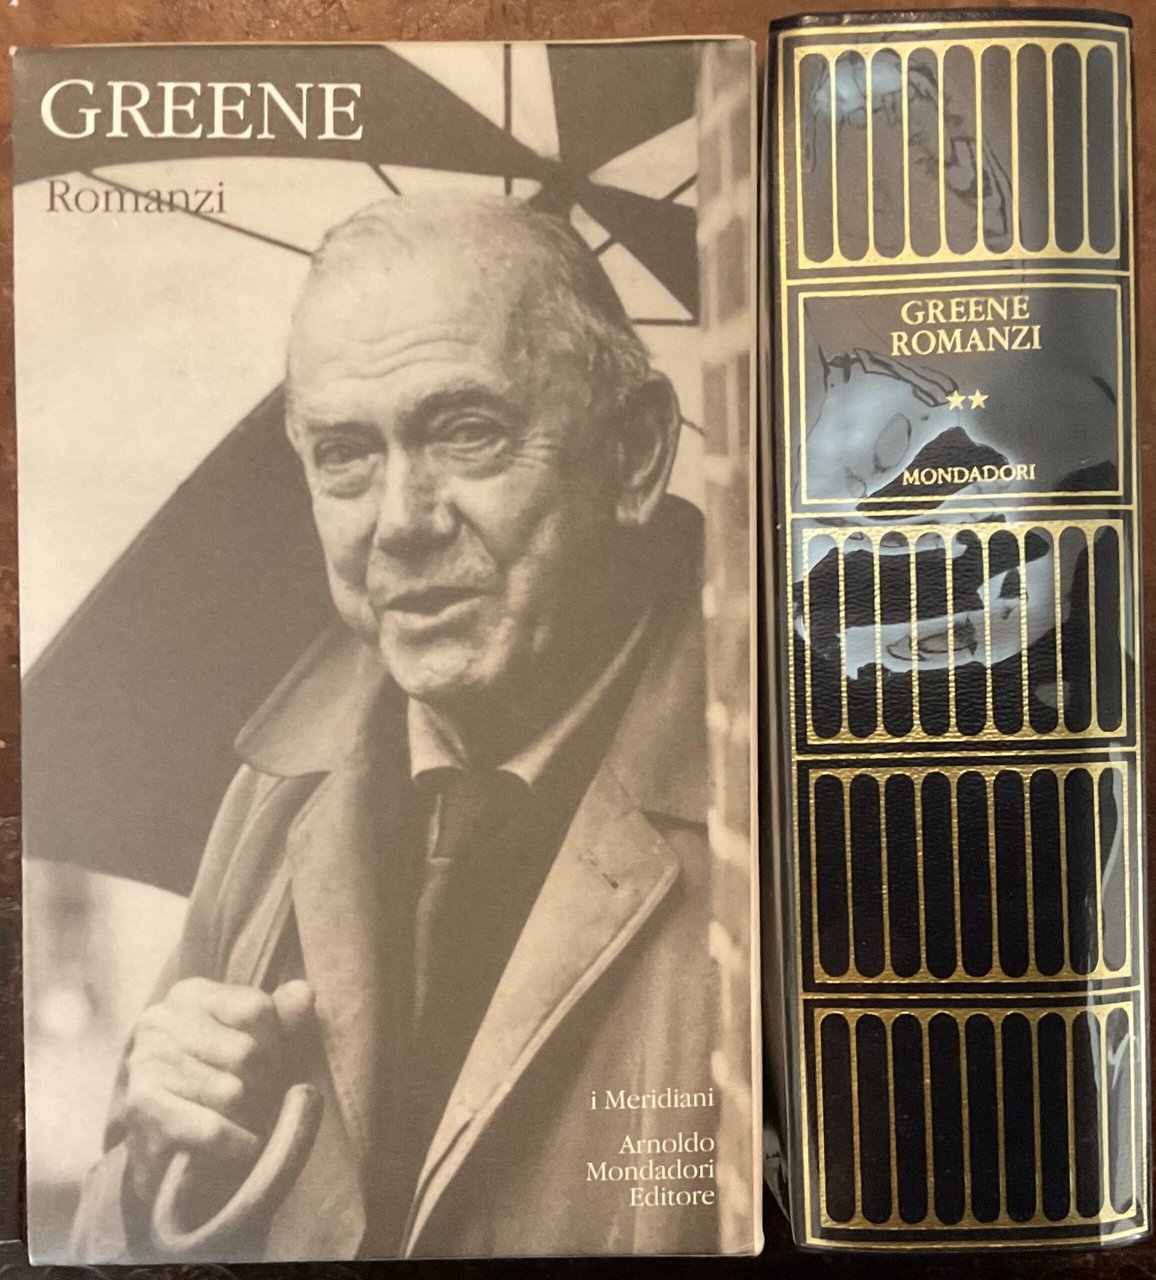 GREENE
Romanzi
i Meridiani
Arnoldo
Mondadori
Editore
GREENE
ROMANZI
★★
MONDADORI